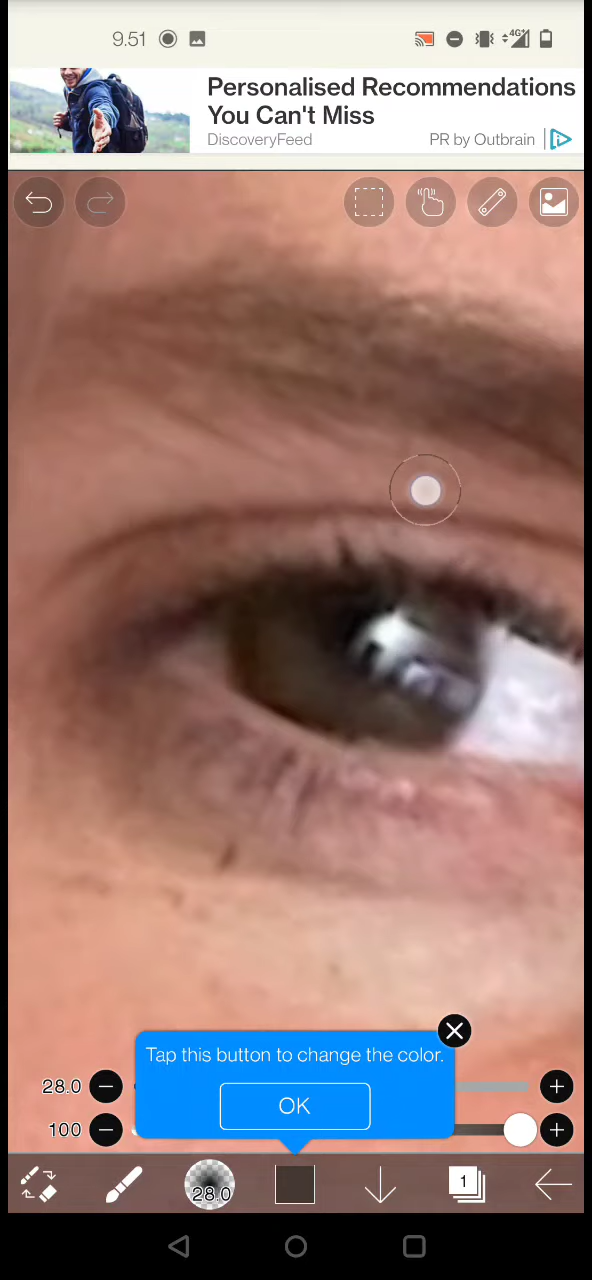 9.51
4G+
Personalised Recommendations
You Can't Miss
DiscoveryFeed
PR by Outbrain
Tap this button to change the color.
28.0
OK
100
28.0
1